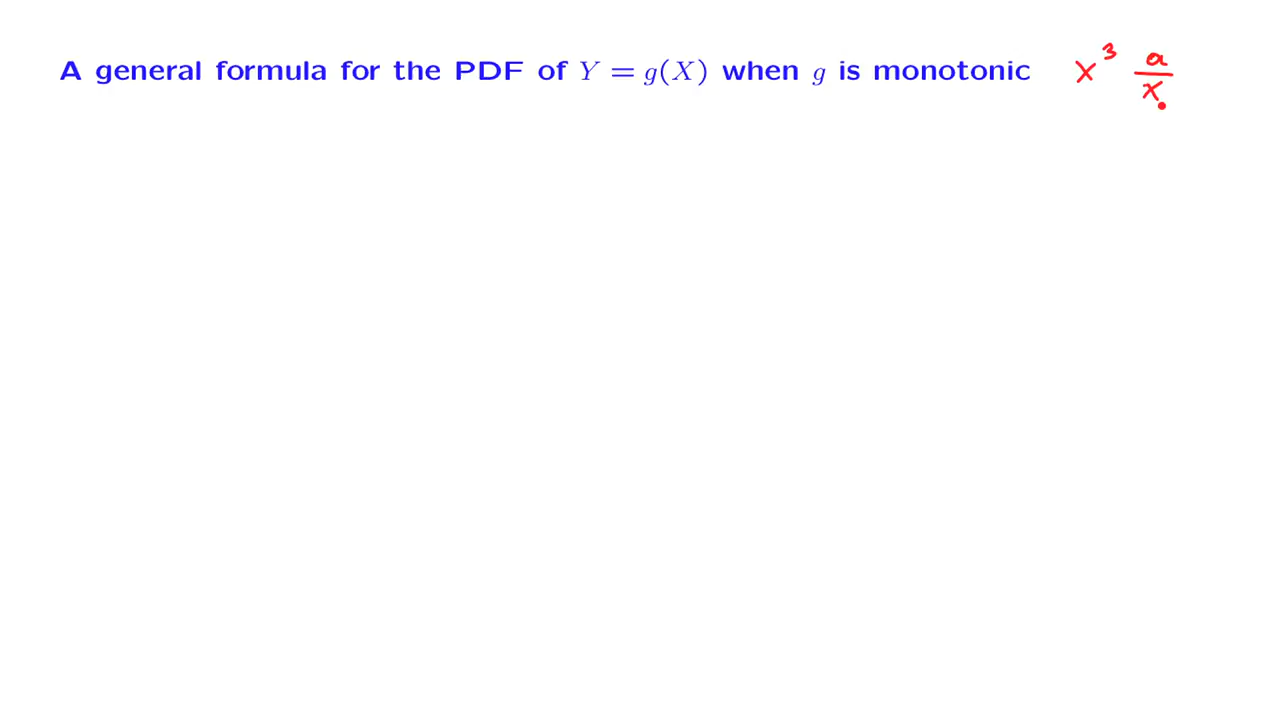 A general formula for the PDF of Y = g(X) when g is monotonic x³ a/x